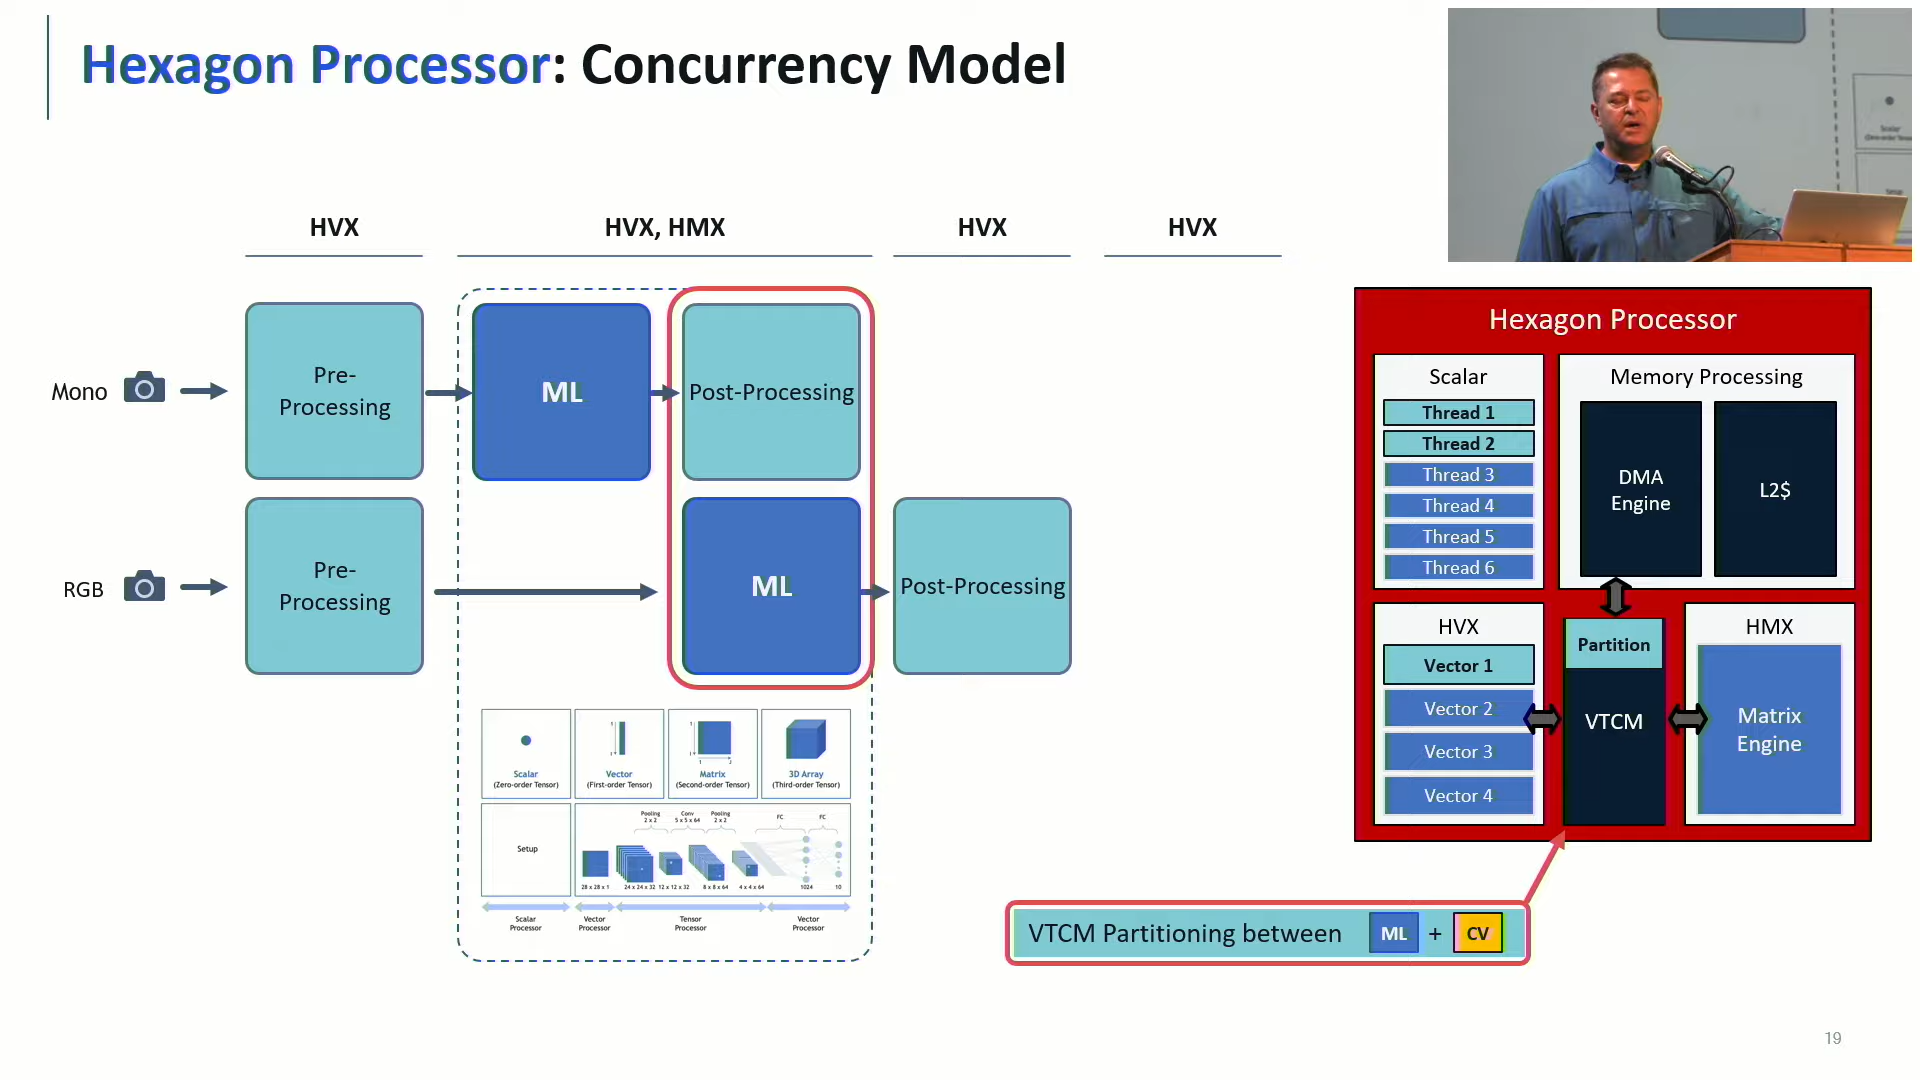 Hexagon Processor: Concurrency Model
HVX
HVX, HMX
HVX
HVX
Mono
Pre-
Processing
ML
Post-Processing
RGB
Pre-
Processing
ML
Post-Processing
Scalar
(Zero-order Tensor)
Vector
(First-order Tensor)
Matrix
(Second-order Tensor)
3D Array
(Third-order Tensor)
Setup
Pooling
2 x 2
Conv
5 x 5 x 64
Pooling
2 x 2
FC
FC
28 x 28 x 1
24 x 24 x 32
12 x 12 x 32
8 x 8 x 64
4 x 4 x 64
1024
10
Scalar
Processor
Vector
Processor
Tensor
Processor
Vector
Processor
Hexagon Processor
Scalar
Thread 1
Thread 2
Thread 3
Thread 4
Thread 5
Thread 6
Memory Processing
DMA
Engine
L2$
HVX
Vector 1
Vector 2
Vector 3
Vector 4
Partition
VTCM
HMX
Matrix
Engine
VTCM Partitioning between ML + CV
19